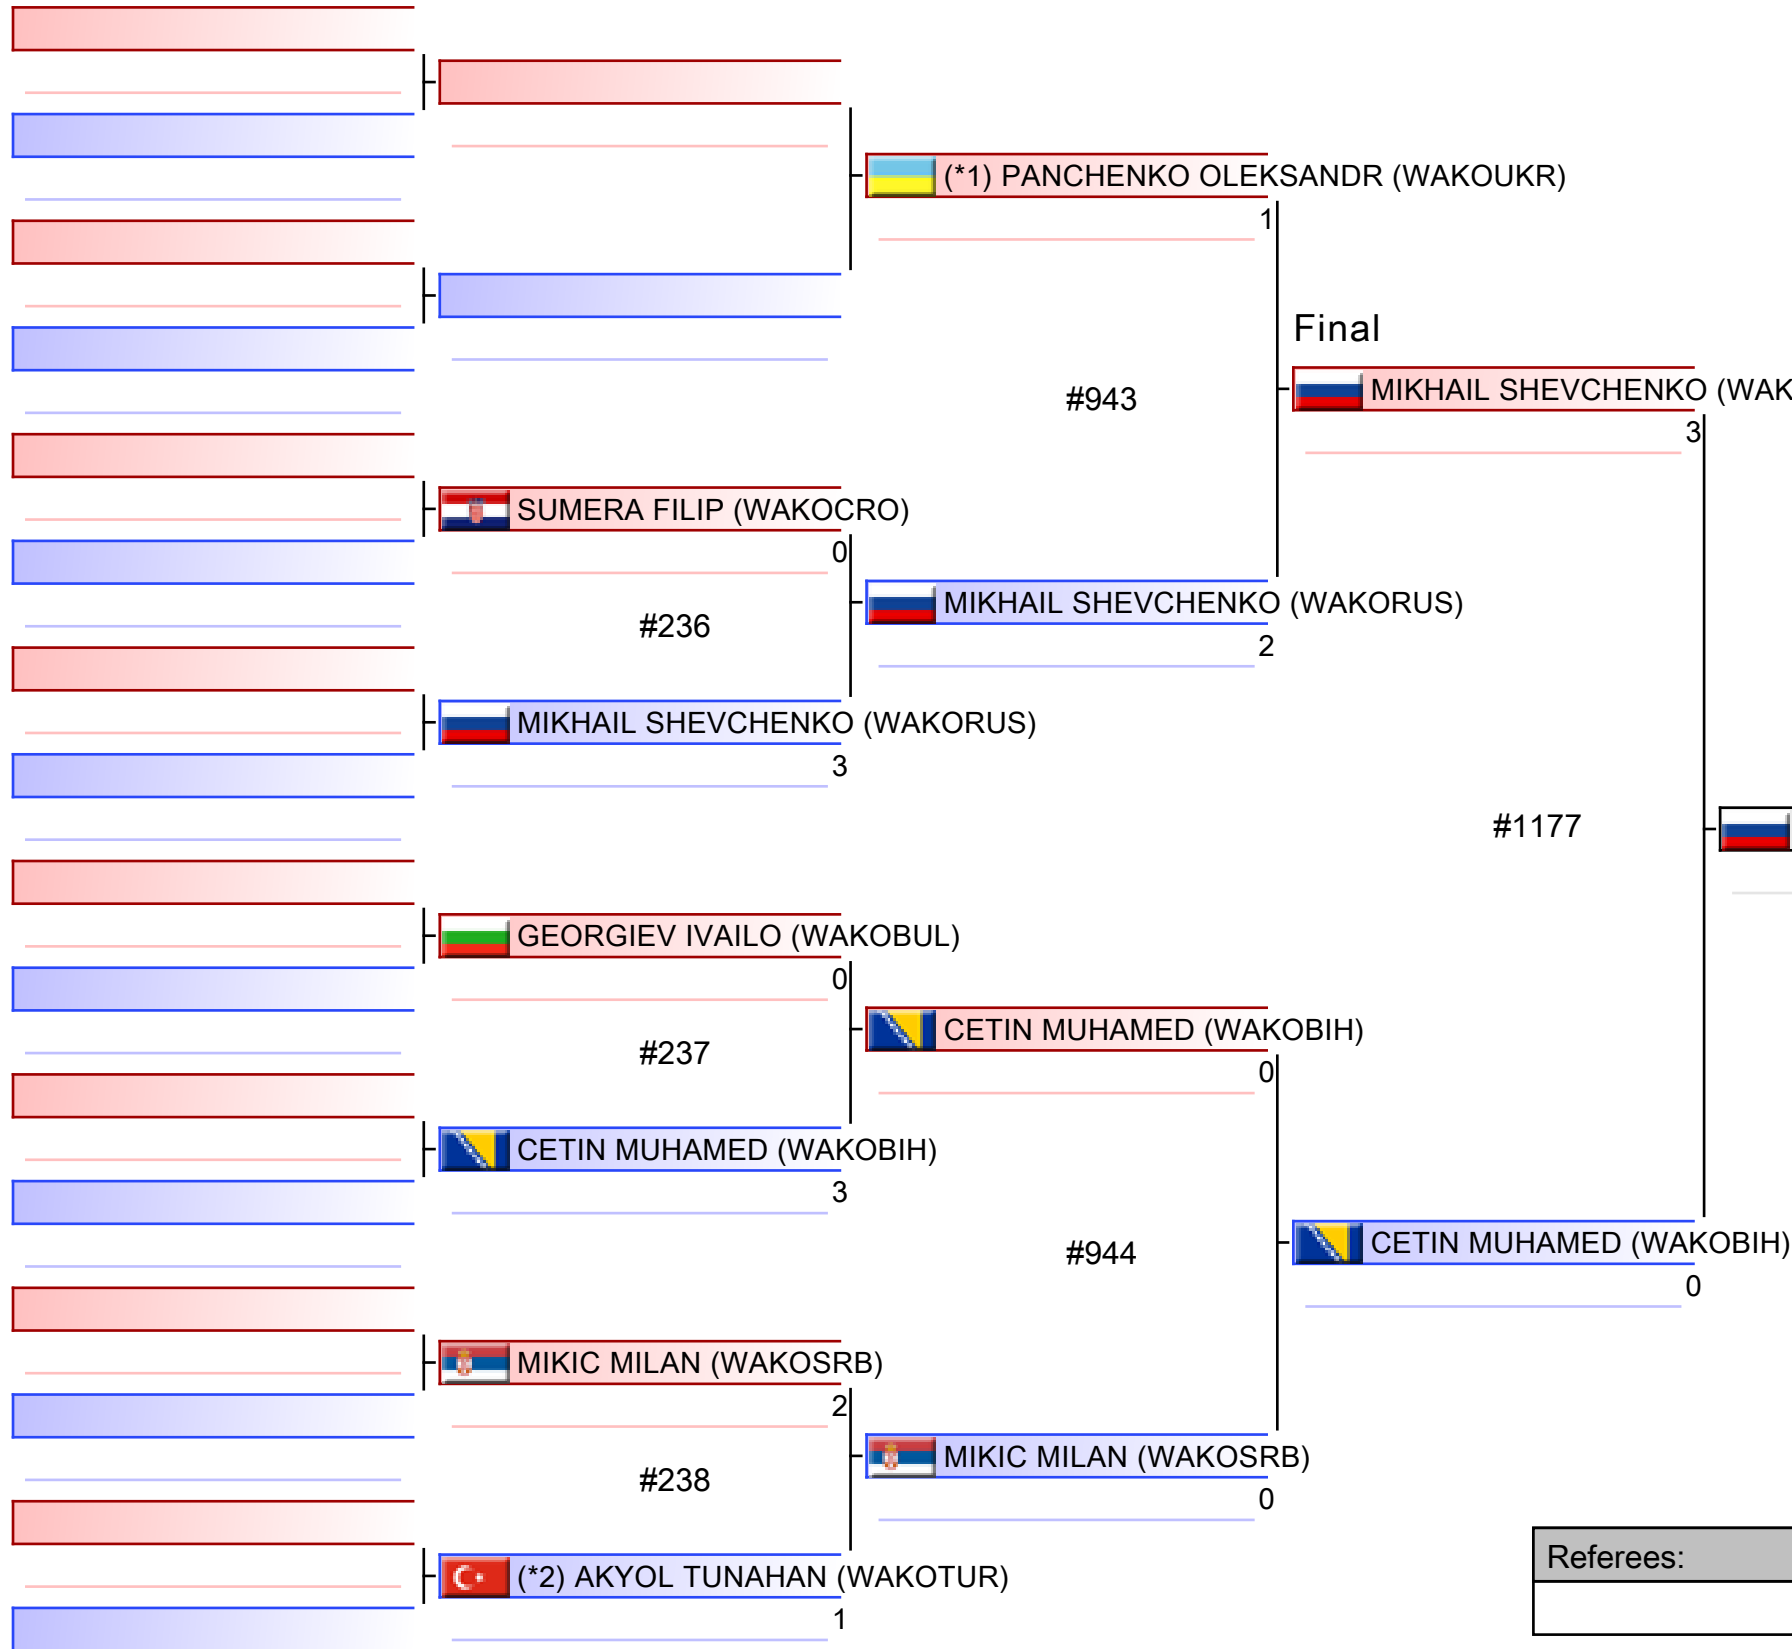 (*1) PANCHENKO OLEKSANDR (WAKOUKR)
1
Final
#943
MIKHAIL SHEVCHENKO (WAK
3
SUMERA FILIP (WAKOCRO)
0
MIKHAIL SHEVCHENKO (WAKORUS)
#236
2
MIKHAIL SHEVCHENKO (WAKORUS)
3
#1177
GEORGIEV IVAILO (WAKOBUL)
0
CETIN MUHAMED (WAKOBIH)
#237
0
CETIN MUHAMED (WAKOBIH)
3
#944
CETIN MUHAMED (WAKOBIH)
0
MIKIC MILAN (WAKOSRB)
2
MIKIC MILAN (WAKOSRB)
#238
0
Referees:
(*2) AKYOL TUNAHAN (WAKOTUR)
1